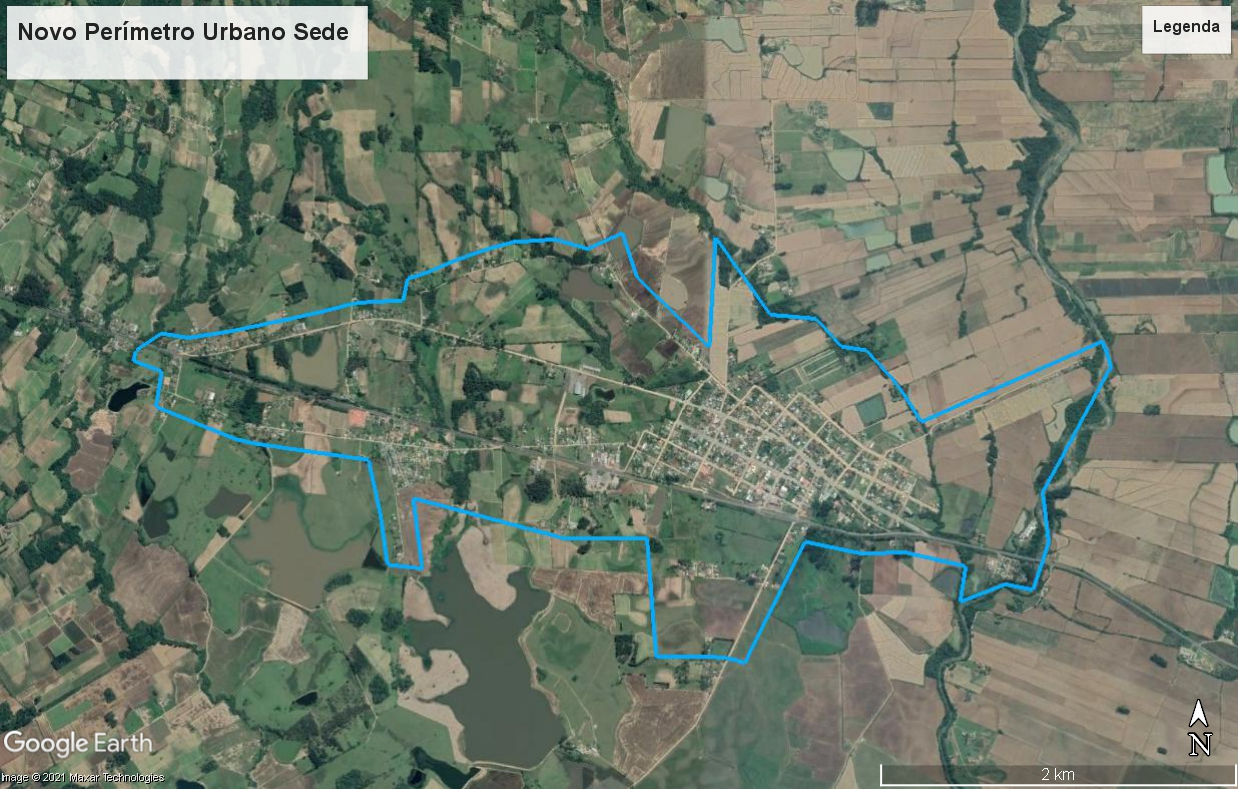 Novo Perímetro Urbano Sede
Legenda
Google Earth
Image © 2021 Maxar Technologies
N
2 km